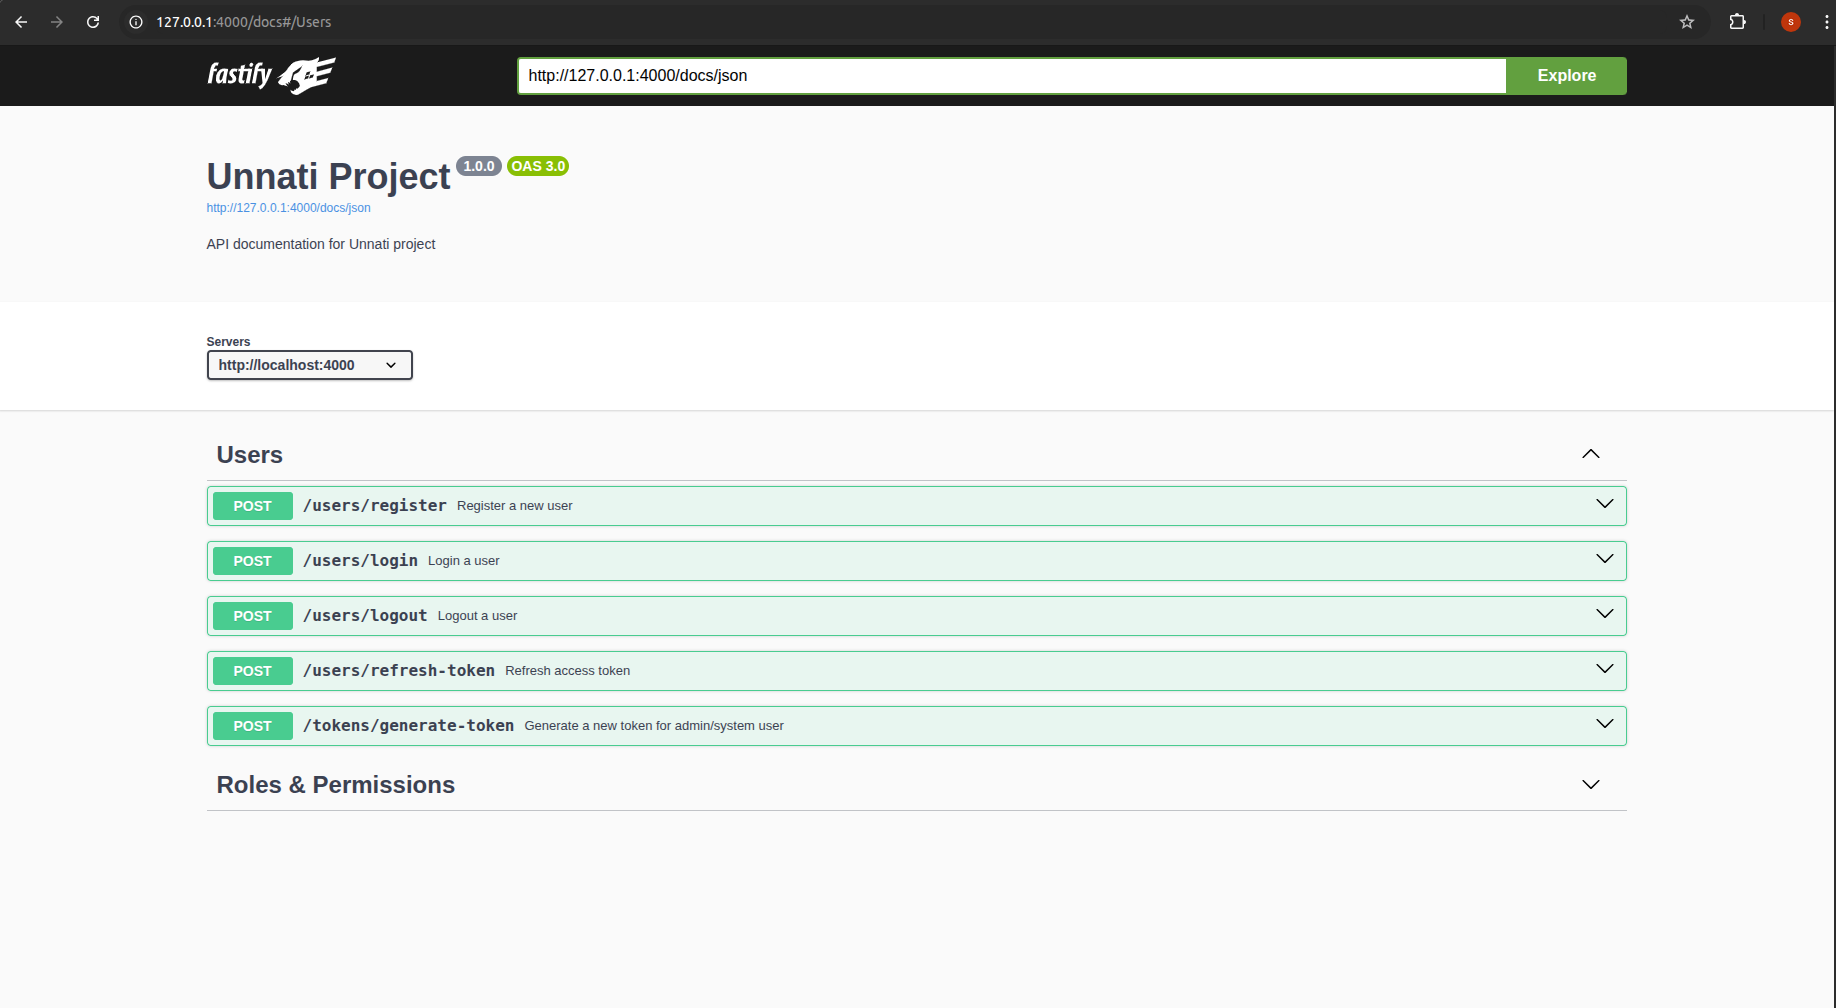 127.0.0.1:4000/docs#/Users
s
fastify
http://127.0.0.1:4000/docs/json
Explore
Unnati Project 1.0.0 OAS 3.0
http://127.0.0.1:4000/docs/json
API documentation for Unnati project
Servers
http://localhost:4000
Users
POST /users/register Register a new user
POST /users/login Login a user
POST /users/logout Logout a user
POST /users/refresh-token Refresh access token
POST /tokens/generate-token Generate a new token for admin/system user
Roles & Permissions